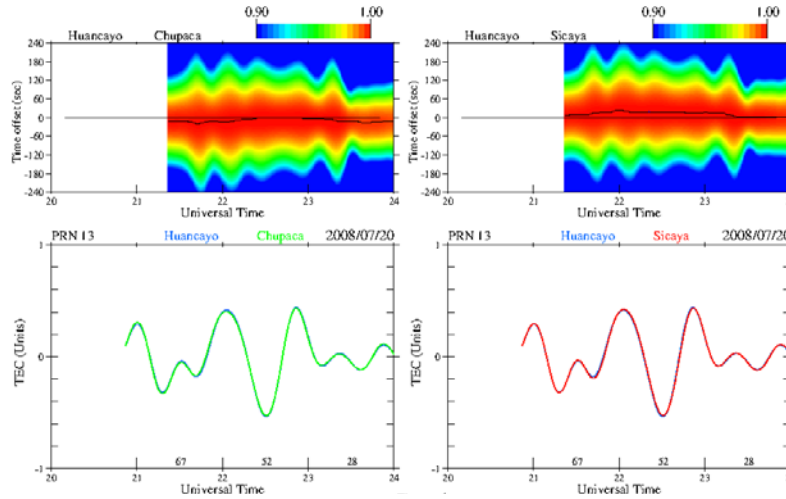 0.90 1.00
Huancayo Chupaca
Time offset (sec)
240
180
120
60
0
-60
-120
-180
-240
20 21 22 23 24
Universal Time
0.90 1.00
Huancayo Sicaya
Time offset (sec)
240
180
120
60
0
-60
-120
-180
-240
20 21 22 23
Universal Time
PRN 13 Huancayo Chupaca 2008/07/20
TEC (Units)
1
0
-1
67 52 28
20 21 22 23 24
Universal Time
PRN 13 Huancayo Sicaya 2008/07/20
TEC (Units)
1
0
-1
67 52 28
20 21 22 23
Universal Time